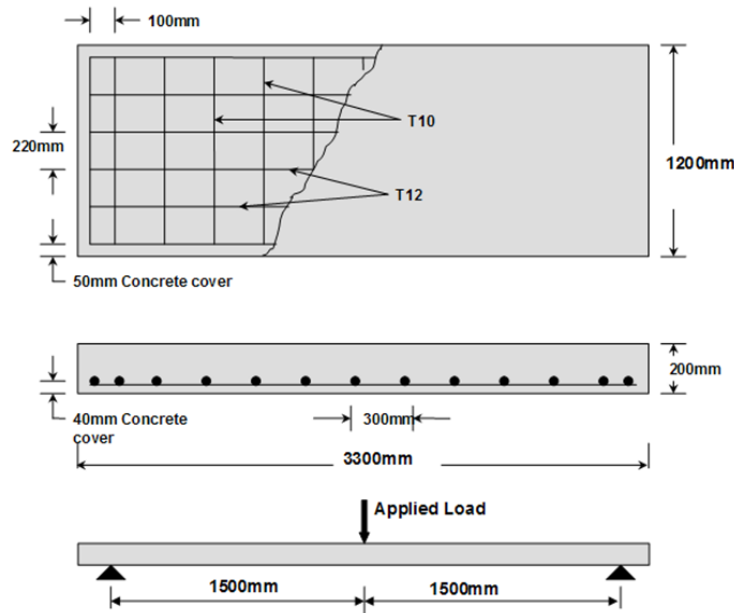 100mm
T10
220mm
1200mm
T12
50mm Concrete cover
200mm
40mm Concrete
cover
300mm
3300mm
Applied Load
1500mm
1500mm